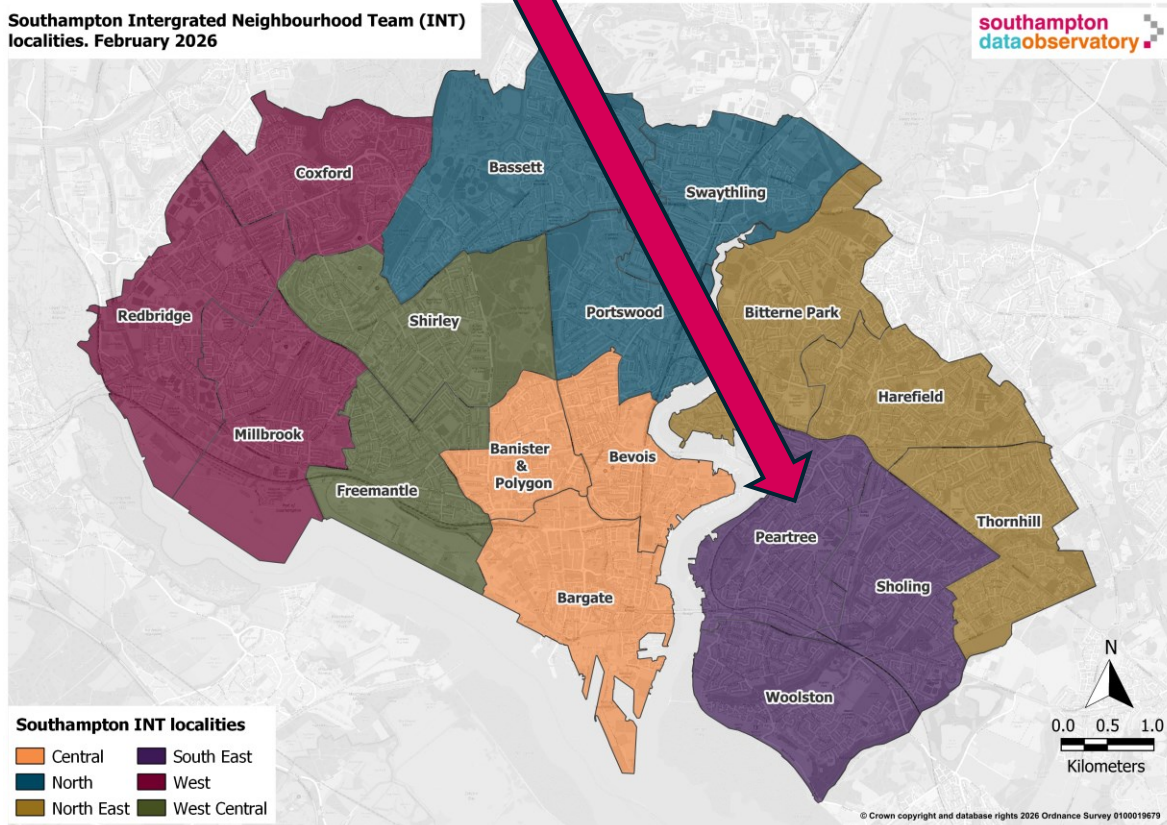 Southampton Intergrated Neighbourhood Team (INT)
localities. February 2026
southampton
dataobservatory
Coxford
Bassett
Swaythling
Redbridge
Shirley
Portswood
Bitterne Park
Harefield
Millbrook
Banister
&
Polygon
Bevois
Freemantle
Thornhill
Peartree
Sholing
Bargate
Woolston
N
0.0 0.5 1.0
Kilometers
Southampton INT localities
Central
South East
North
West
North East
West Central
© Crown copyright and database rights 2026 Ordnance Survey 0100019679